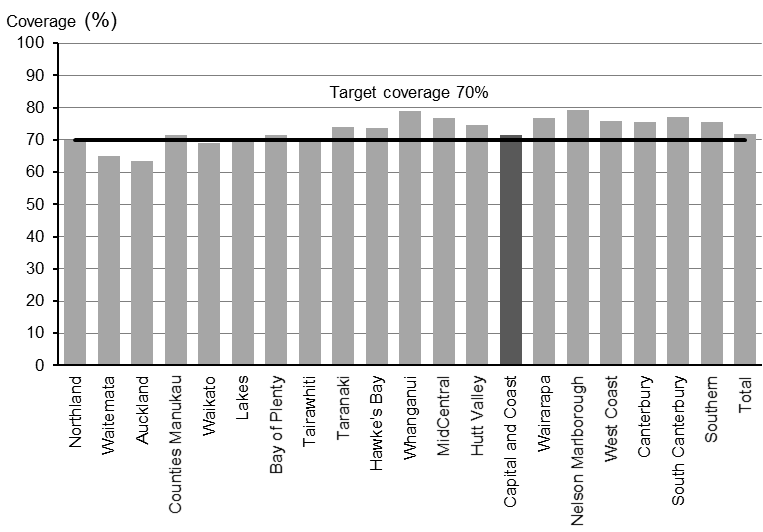 Coverage (%)
100
90
80
70
60
50
40
30
20
10
0
Target coverage 70%
Northland
Waitemata
Auckland
Counties Manukau
Waikato
Lakes
Bay of Plenty
Tairawhiti
Taranaki
Hawke's Bay
Whanganui
MidCentral
Hutt Valley
Capital and Coast
Wairarapa
Nelson Marlborough
West Coast
Canterbury
South Canterbury
Southern
Total